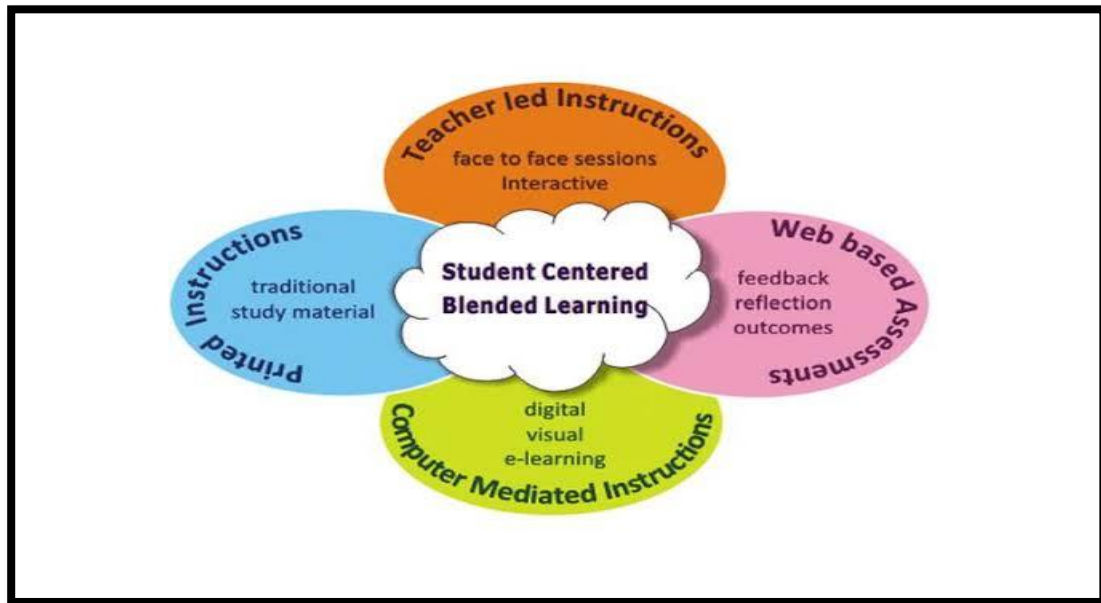 Teacher led Instructions
face to face sessions
Interactive
Printed Instructions
traditional
study material
Student Centered
Blended Learning
Web based Assessments
feedback
reflection
outcomes
digital
visual
e-learning
Computer Mediated Instructions